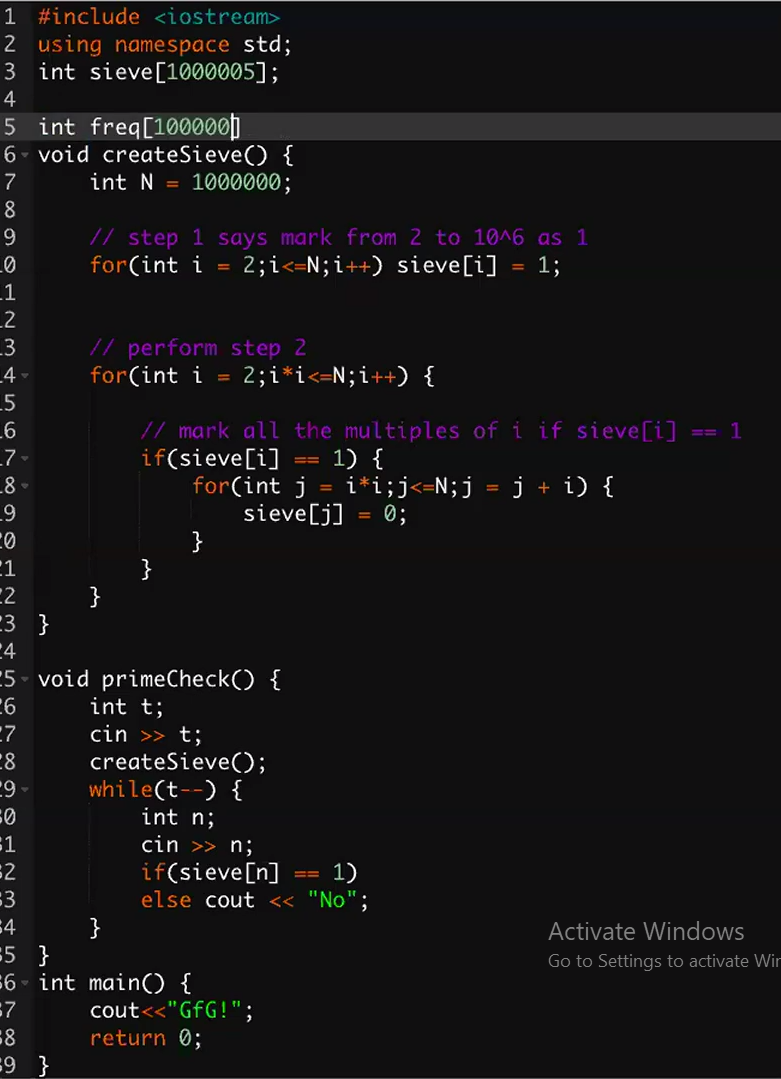 1 #include <iostream>
2 using namespace std;
3 int sieve[1000005];
4
5 int freq[100000]
6 void createSieve() {
7 int N = 1000000;
8
9 // step 1 says mark from 2 to 10^6 as 1
10 for(int i = 2;i<=N;i++) sieve[i] = 1;
11
12
13 // perform step 2
14 for(int i = 2;i*i<=N;i++) {
15
16 // mark all the multiples of i if sieve[i] == 1
17 if(sieve[i] == 1) {
18 for(int j = i*i;j<=N;j = j + i) {
19 sieve[j] = 0;
20 }
21 }
22 }
23 }
24
25 void primeCheck() {
26 int t;
27 cin >> t;
28 createSieve();
29 while(t--) {
30 int n;
31 cin >> n;
32 if(sieve[n] == 1)
33 else cout << "No";
34 }
35 }
36 int main() {
37 cout<<"GfG!";
38 return 0;
39 }
Activate Windows
Go to Settings to activate Win